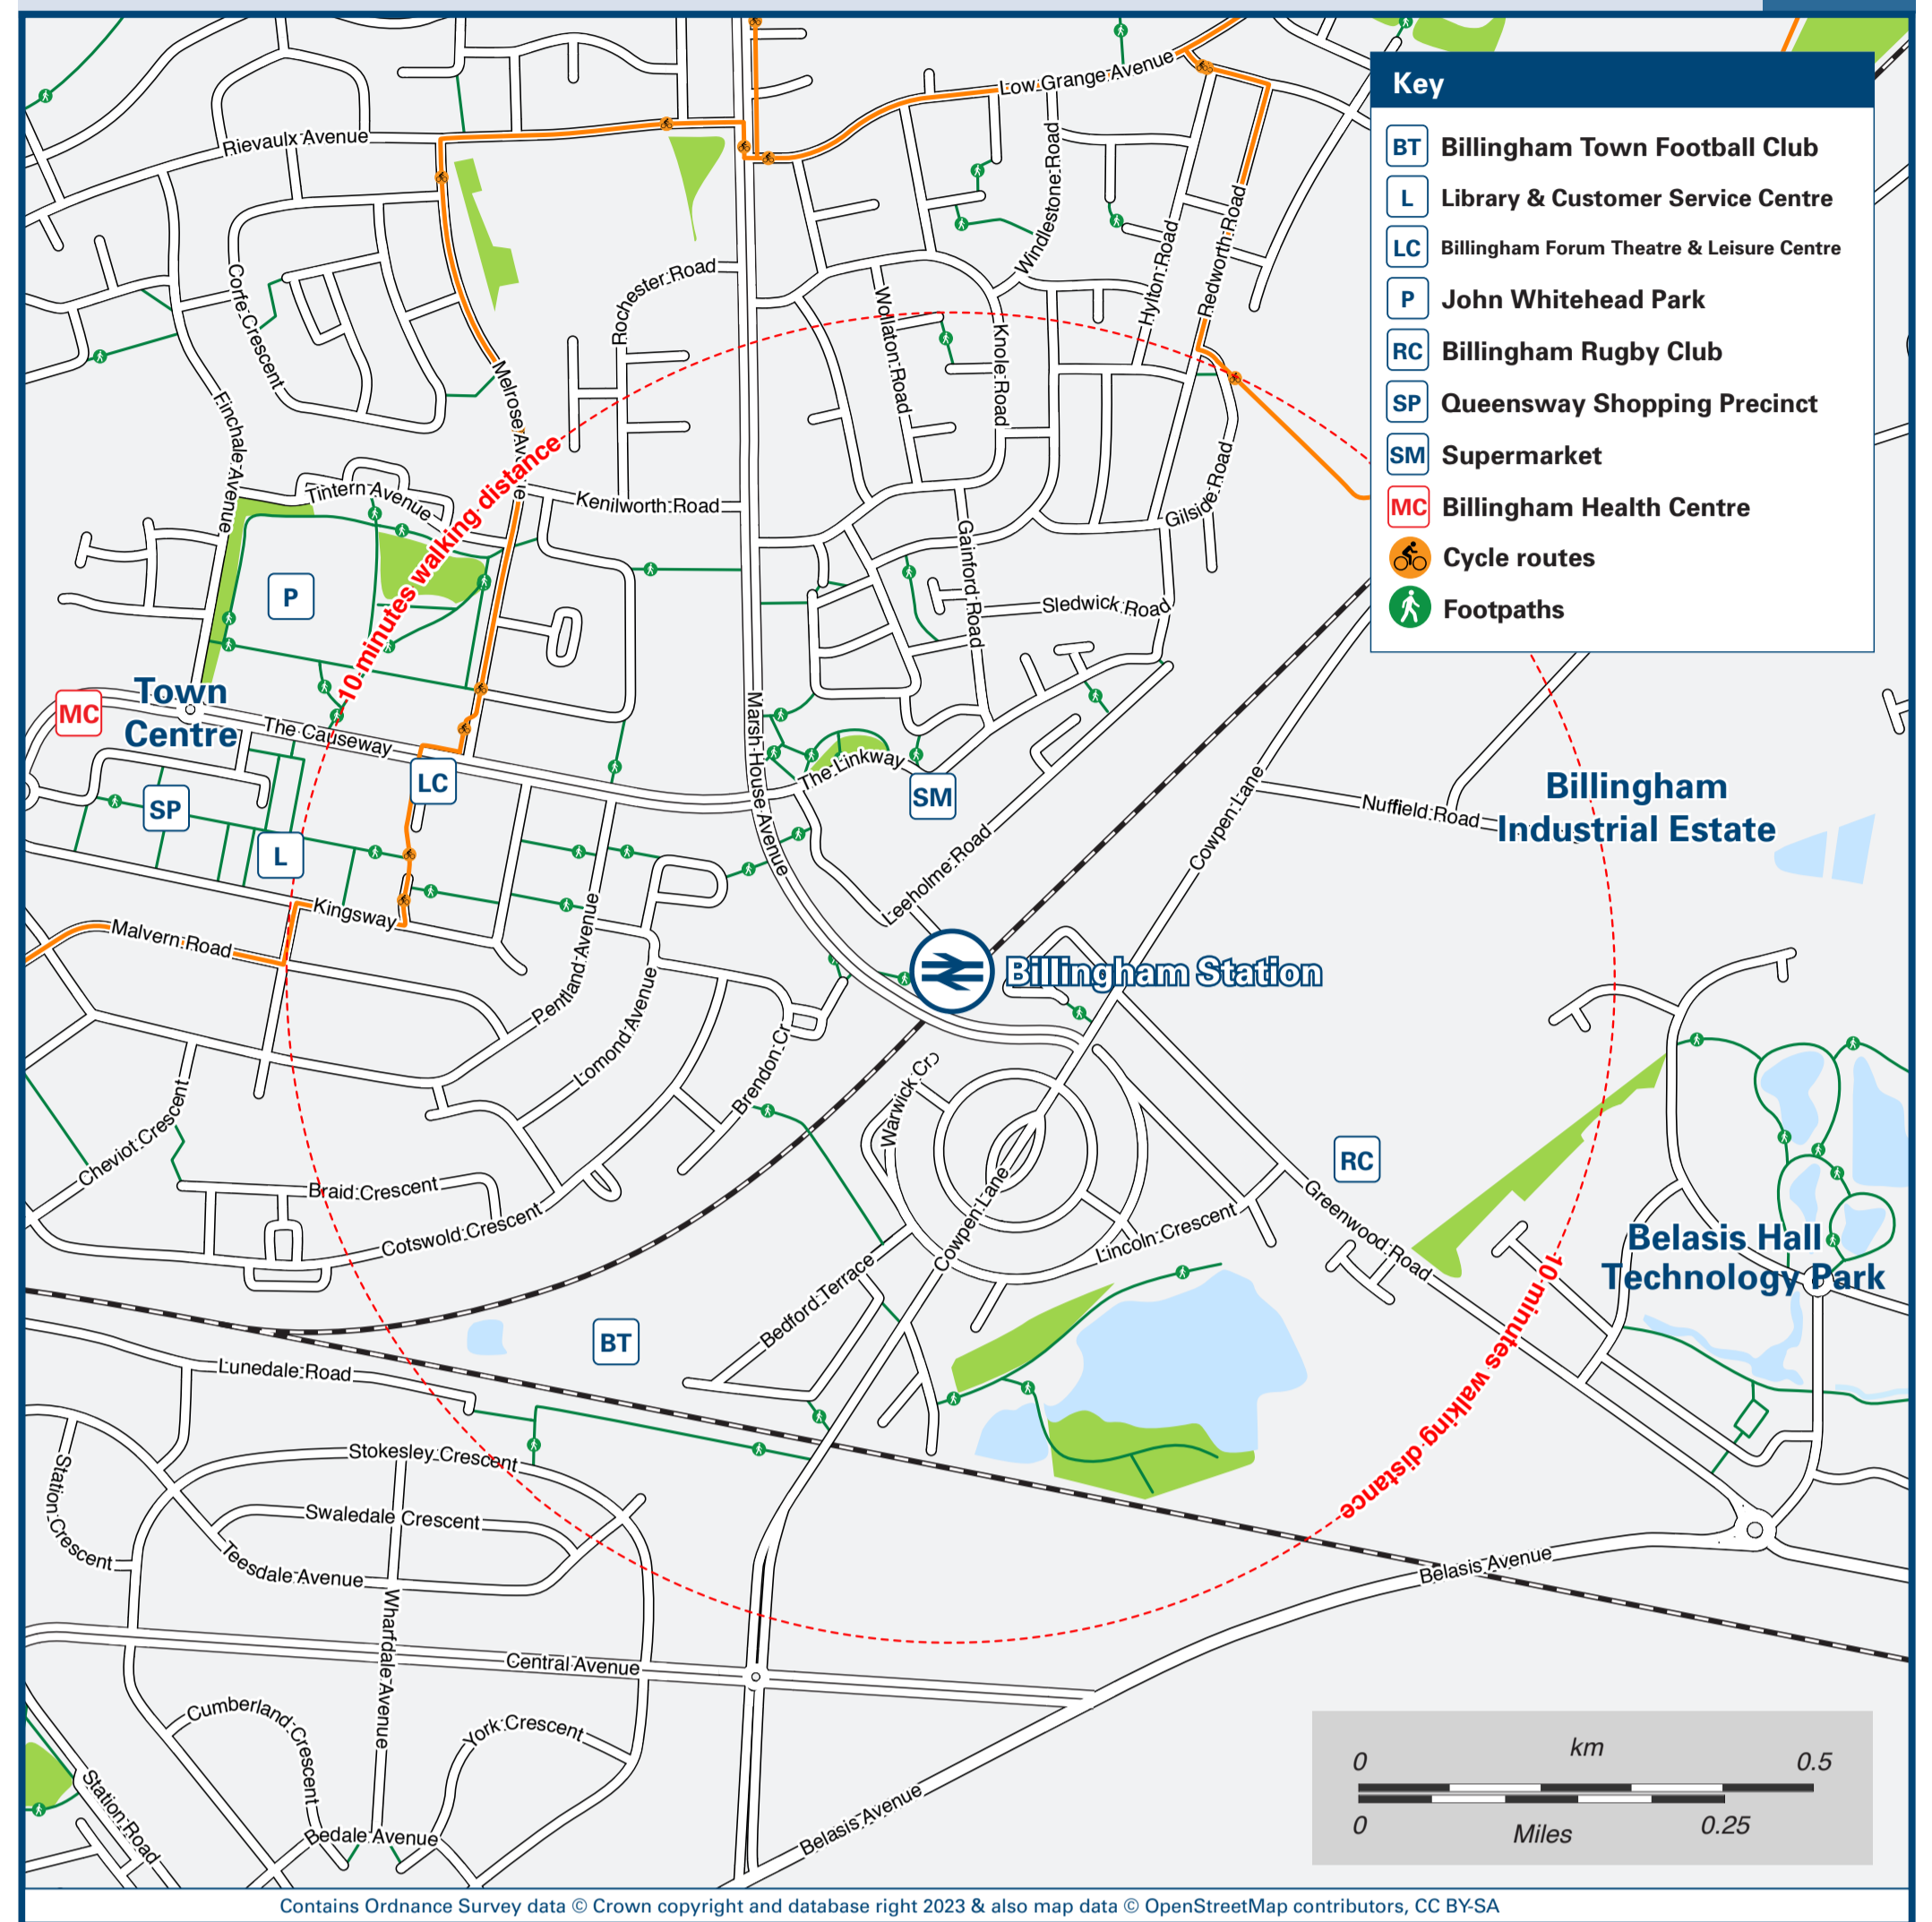 Key
BT Billingham Town Football Club
L Library & Customer Service Centre
LC Billingham Forum Theatre & Leisure Centre
P John Whitehead Park
RC Billingham Rugby Club
SP Queensway Shopping Precinct
SM Supermarket
MC Billingham Health Centre
Cycle routes
Footpaths
Low Grange Avenue
Rievaulx Avenue
Windlestone Road
Hylton Road
Redworth Road
Rochester Road
Corfe Crescent
Wollaton Road
Knole Road
Melrose Avenue
Finchale Avenue
10 minutes walking distance
Tintern Avenue
Kenilworth Road
Gilside Road
Gainford Road
Sledwick Road
P
MC
Town
Centre
The Causeway
Marsh House Avenue
The Linkway
LC
SM
SP
L
Cowpen Lane
Nuffield Road
Billingham
Industrial Estate
Leeholme Road
Kingsway
Malvern Road
Pentland Avenue
Billingham Station
Lomond Avenue
Brendon Cr
Warwick Cr
Cheviot Crescent
Braid Crescent
Cotswold Crescent
RC
Greenwood Road
Cowpen Lane
Lincoln Crescent
Belasis Hall
Technology Park
Bedford Terrace
BT
10 minutes walking distance
Lunedale Road
Stokesley Crescent
Station Crescent
Swaledale Crescent
Teesdale Avenue
Wharfdale Avenue
Belasis Avenue
Central Avenue
Cumberland Crescent
York Crescent
Station Road
Bedale Avenue
Belasis Avenue
km
0 0.5
0 0.25
Miles
Contains Ordnance Survey data © Crown copyright and database right 2023 & also map data © OpenStreetMap contributors, CC BY-SA